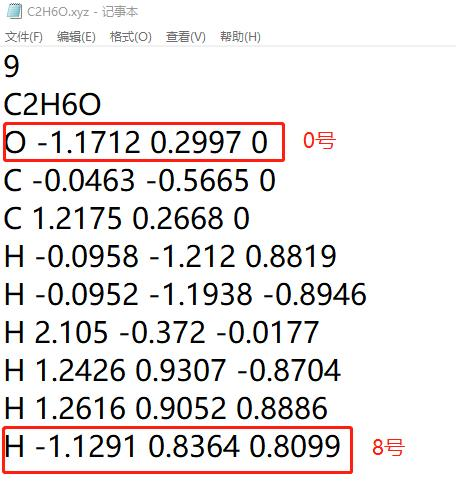 C2H6O.xyz - 记事本
文件(F) 编辑(E) 格式(O) 查看(V) 帮助(H)
9
C2H6O
O -1.1712 0.2997 0 0号
C -0.0463 -0.5665 0
C 1.2175 0.2668 0
H -0.0958 -1.212 0.8819
H -0.0952 -1.1938 -0.8946
H 2.105 -0.372 -0.0177
H 1.2426 0.9307 -0.8704
H 1.2616 0.9052 0.8886
H -1.1291 0.8364 0.8099 8号